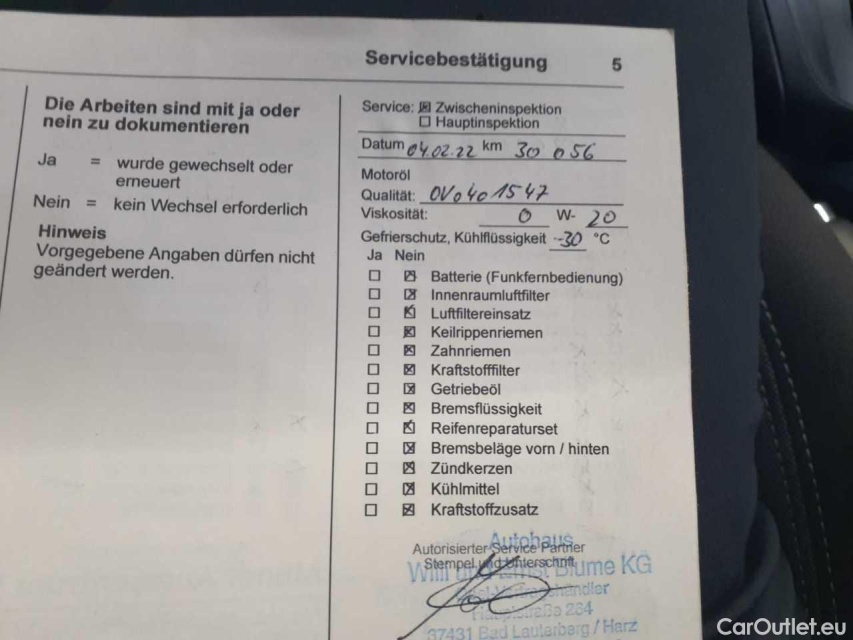 Servicebestätigung 5
Die Arbeiten sind mit ja oder
nein zu dokumentieren
Ja = wurde gewechselt oder
erneuert
Nein = kein Wechsel erforderlich
Hinweis
Vorgegebene Angaben dürfen nicht
geändert werden.
Service: ☒ Zwischeninspektion
☐ Hauptinspektion
Datum 04.02.22 km 30 056
Motoröl
Qualität: OV0401547
Viskosität: 0 W- 20
Gefrierschutz, Kühlflüssigkeit -30 °C
Ja Nein
☐ ☒ Batterie (Funkfernbedienung)
☐ ☒ Innenraumluftfilter
☐ ☒ Luftfiltereinsatz
☐ ☒ Keilrippenriemen
☐ ☒ Zahnriemen
☐ ☒ Kraftstofffilter
☐ ☒ Getriebeöl
☐ ☒ Bremsflüssigkeit
☐ ☒ Reifenreparaturset
☐ ☒ Bremsbeläge vorn / hinten
☐ ☒ Zündkerzen
☐ ☒ Kühlmittel
☐ ☒ Kraftstoffzusatz
Autohaus
Autorisierter Service Partner
Stempel und Unterschrift
Blume KG
Hauptstraße 264
37431 Bad Lauterberg / Harz
CarOutlet.eu